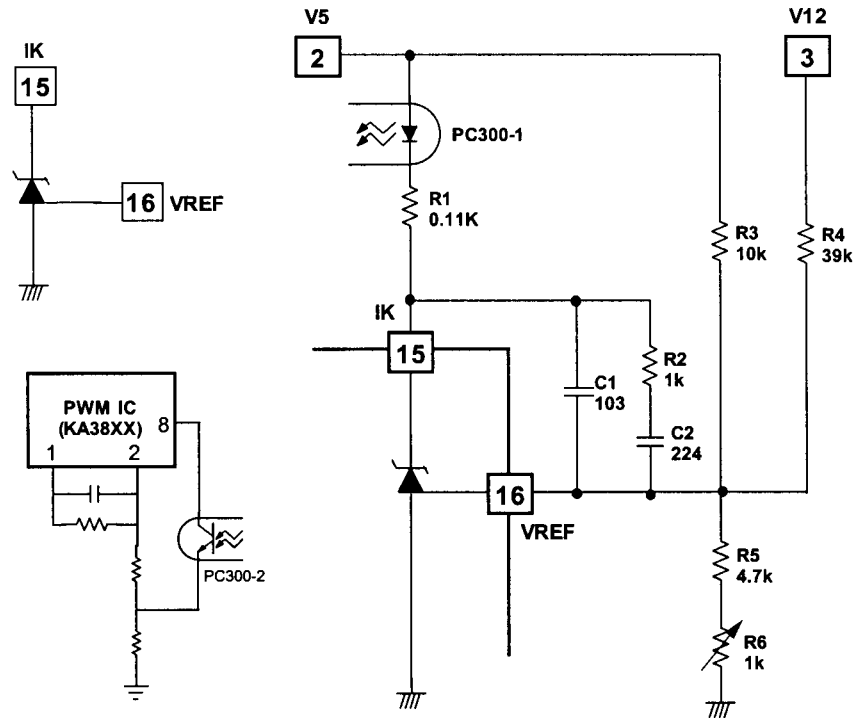 V5
V12
IK
2
3
15
PC300-1
16
VREF
R1
0.11K
R3
10k
R4
39k
IK
15
R2
1k
C1
103
PWM IC
(KA38XX)
8
1
2
C2
224
16
VREF
PC300-2
R5
4.7k
R6
1k